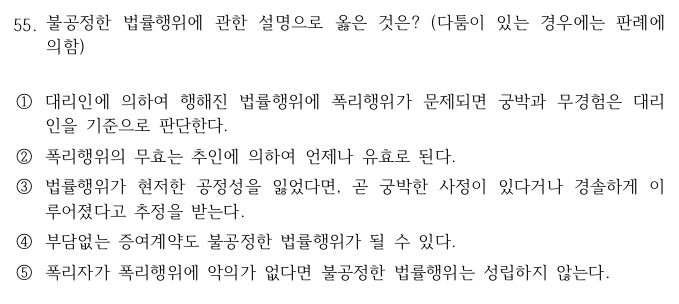 55. 불공정한 법률행위에 관한 설명으로 옳은 것은? (다툼이 있는 경우에는 판례에
의함)
① 대리인에 의하여 행해진 법률행위에 폭리행위가 문제되면 궁박과 무경험은 대리
인을 기준으로 판단한다.
② 폭리행위의 무효는 추인에 의하여 언제나 유효로 된다.
③ 법률행위가 현저한 공정성을 잃었다면, 곧 궁박한 사정이 있다거나 경솔하게 이
루어졌다고 추정을 받는다.
④ 부담없는 증여계약도 불공정한 법률행위가 될 수 있다.
⑤ 폭리자가 폭리행위에 악의가 없다면 불공정한 법률행위는 성립하지 않는다.